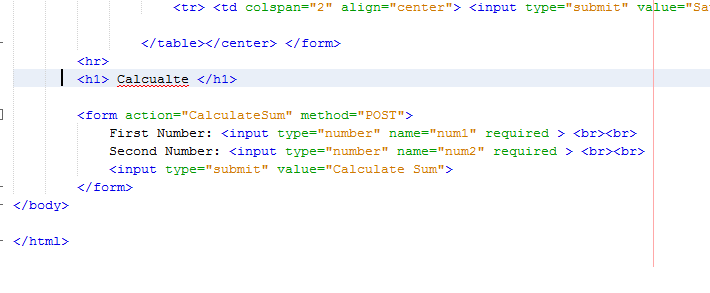 <tr> <td colspan="2" align="center"> <input type="submit" value="Sa
</table></center> </form>
<hr>
<h1> Calcualte </h1>
<form action="CalculateSum" method="POST">
First Number: <input type="number" name="num1" required > <br><br>
Second Number: <input type="number" name="num2" required > <br><br>
<input type="submit" value="Calculate Sum">
</form>
</body>
</html>